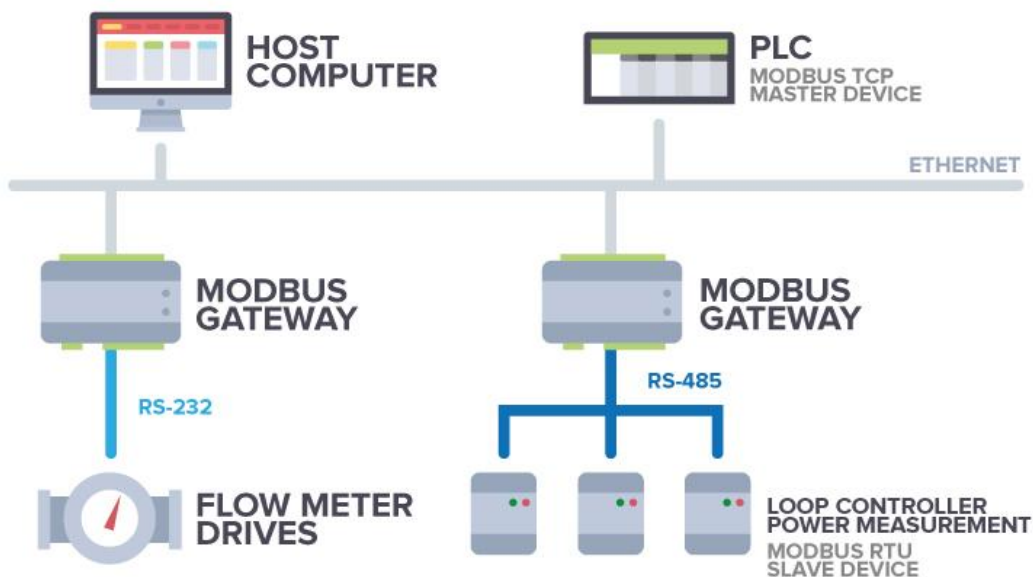 HOST
COMPUTER
PLC
MODBUS TCP
MASTER DEVICE
ETHERNET
MODBUS
GATEWAY
MODBUS
GATEWAY
RS-232
RS-485
FLOW METER
DRIVES
LOOP CONTROLLER
POWER MEASUREMENT
MODBUS RTU
SLAVE DEVICE